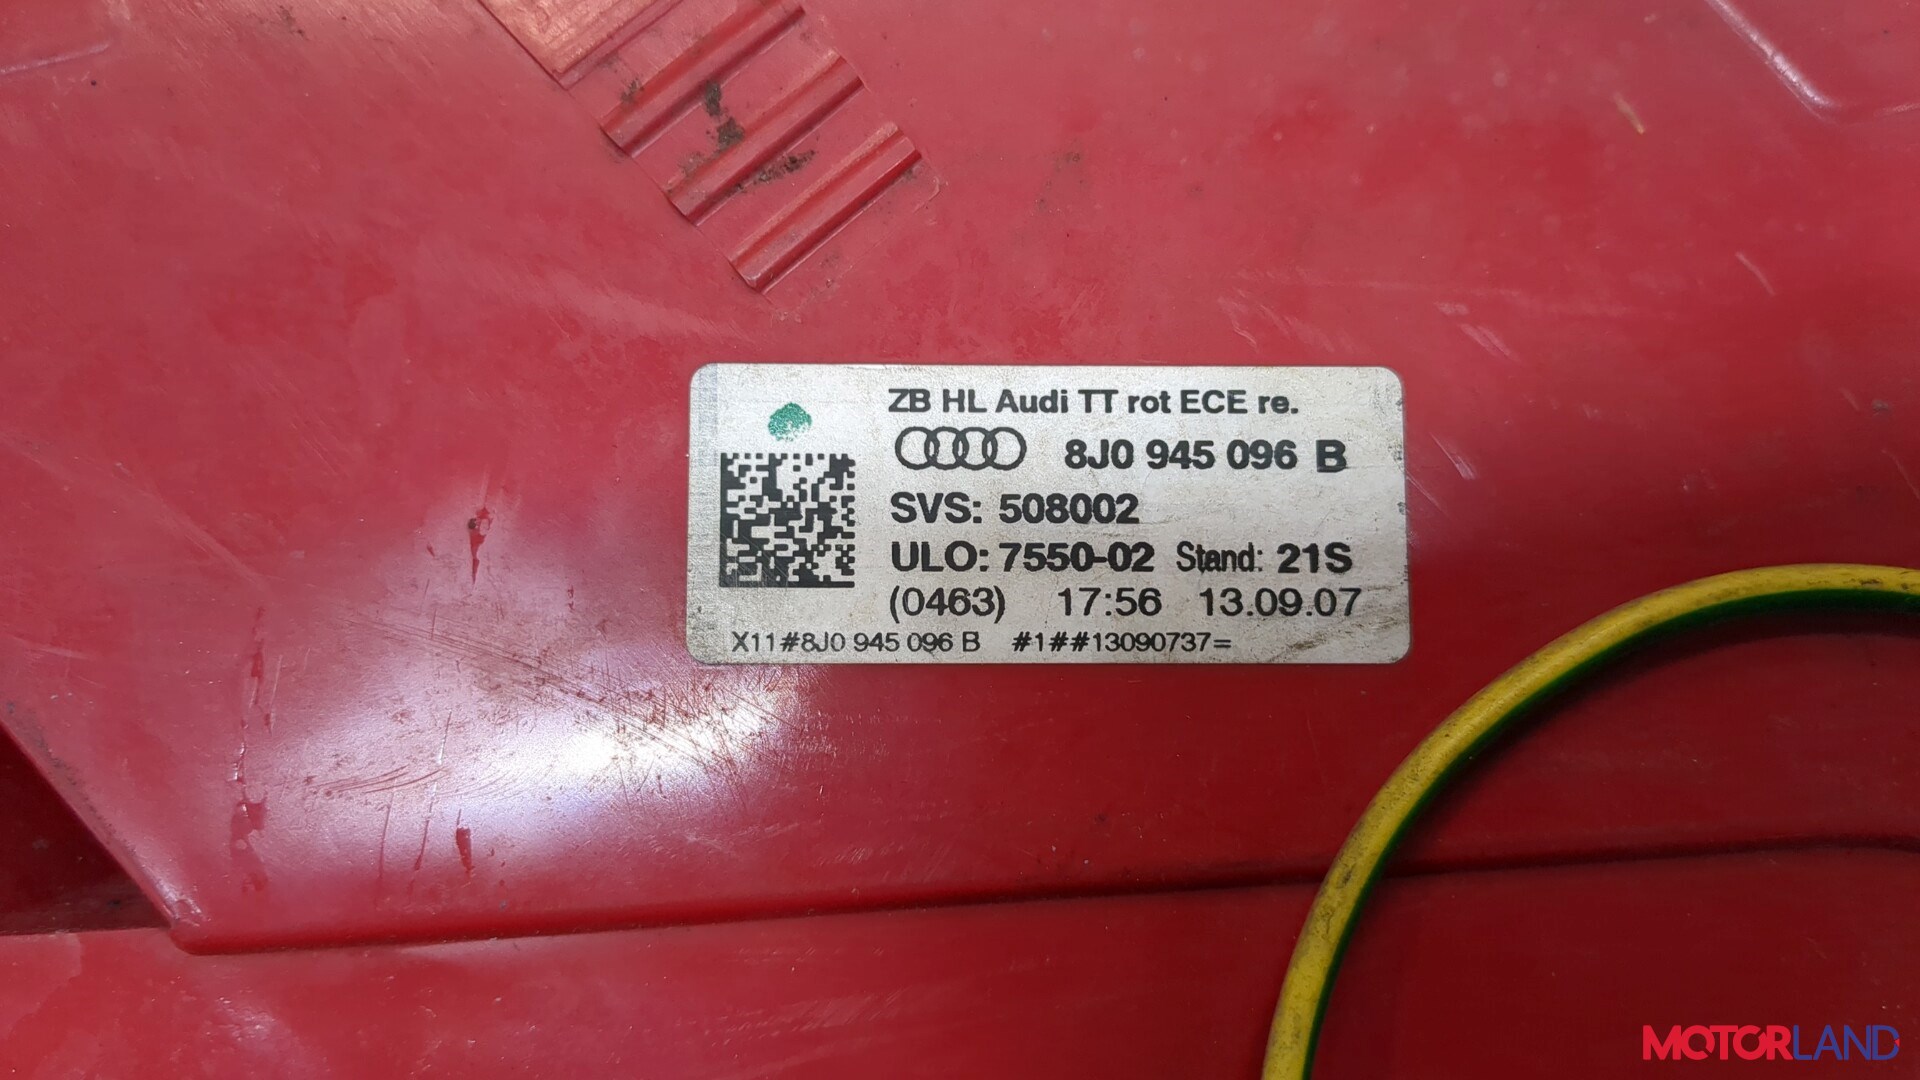 ZB HL Audi TT rot ECE re.
8J0 945 096 B
SVS: 508002
ULO: 7550-02 Stand: 21S
(0463) 17:56 13.09.07
X11#8J0 945 096 B #1##13090737=
MOTORLAND